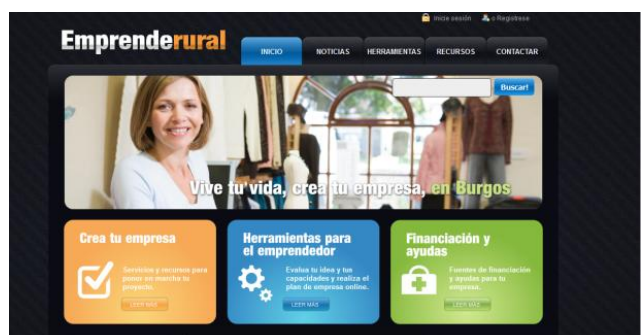 Inicie sesión o Regístrese
Emprenderural
INICIO NOTICIAS HERRAMIENTAS RECURSOS CONTACTAR
Buscar!
Vive tu vida, crea tu empresa, en Burgos
Crea tu empresa
Servicios y recursos para
poner en marcha tu
proyecto.
LEER MÁS
Herramientas para
el emprendedor
Evalua tu idea y tus
capacidades y realiza el
plan de empresa online.
LEER MÁS
Financiación y
ayudas
Fuentes de financiación
y ayudas para tu
empresa.
LEER MÁS